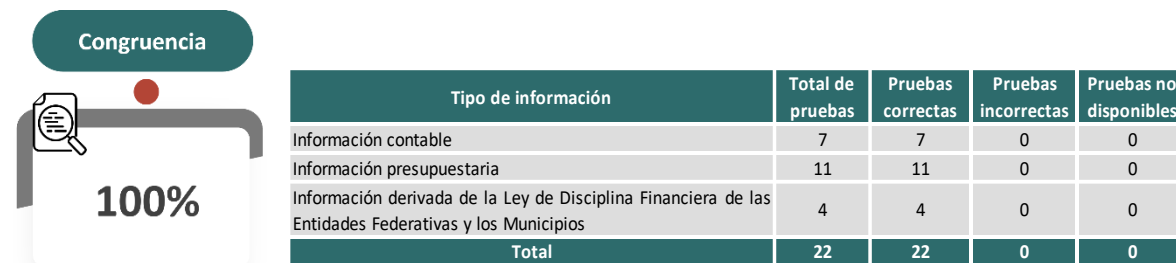 Congruencia
100%
Tipo de información Total de pruebas Pruebas correctas Pruebas incorrectas Pruebas no disponibles
Información contable 7 7 0 0
Información presupuestaria 11 11 0 0
Información derivada de la Ley de Disciplina Financiera de las
Entidades Federativas y los Municipios 4 4 0 0
Total 22 22 0 0